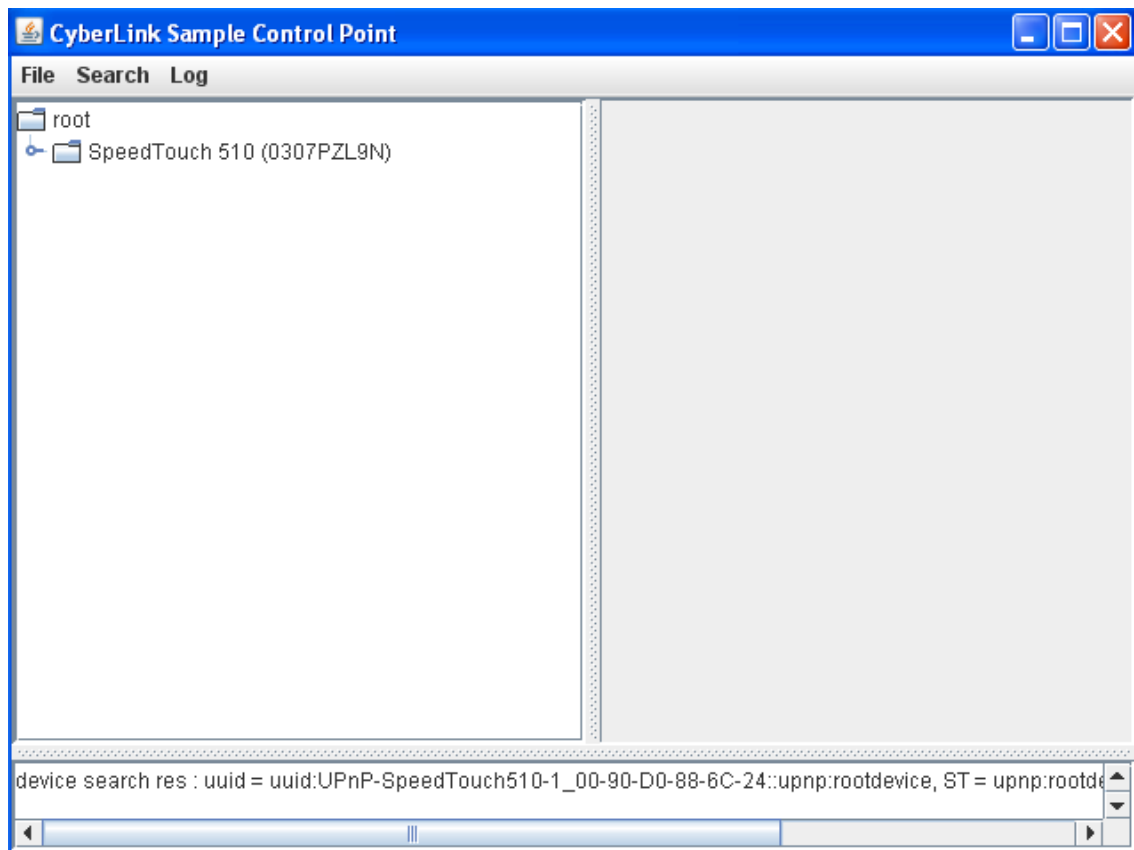 CyberLink Sample Control Point
File Search Log
root
SpeedTouch 510 (0307PZL9N)
device search res : uuid = uuid:UPnP-SpeedTouch510-1_00-90-D0-88-6C-24::upnp:rootdevice, ST = upnp:rootde